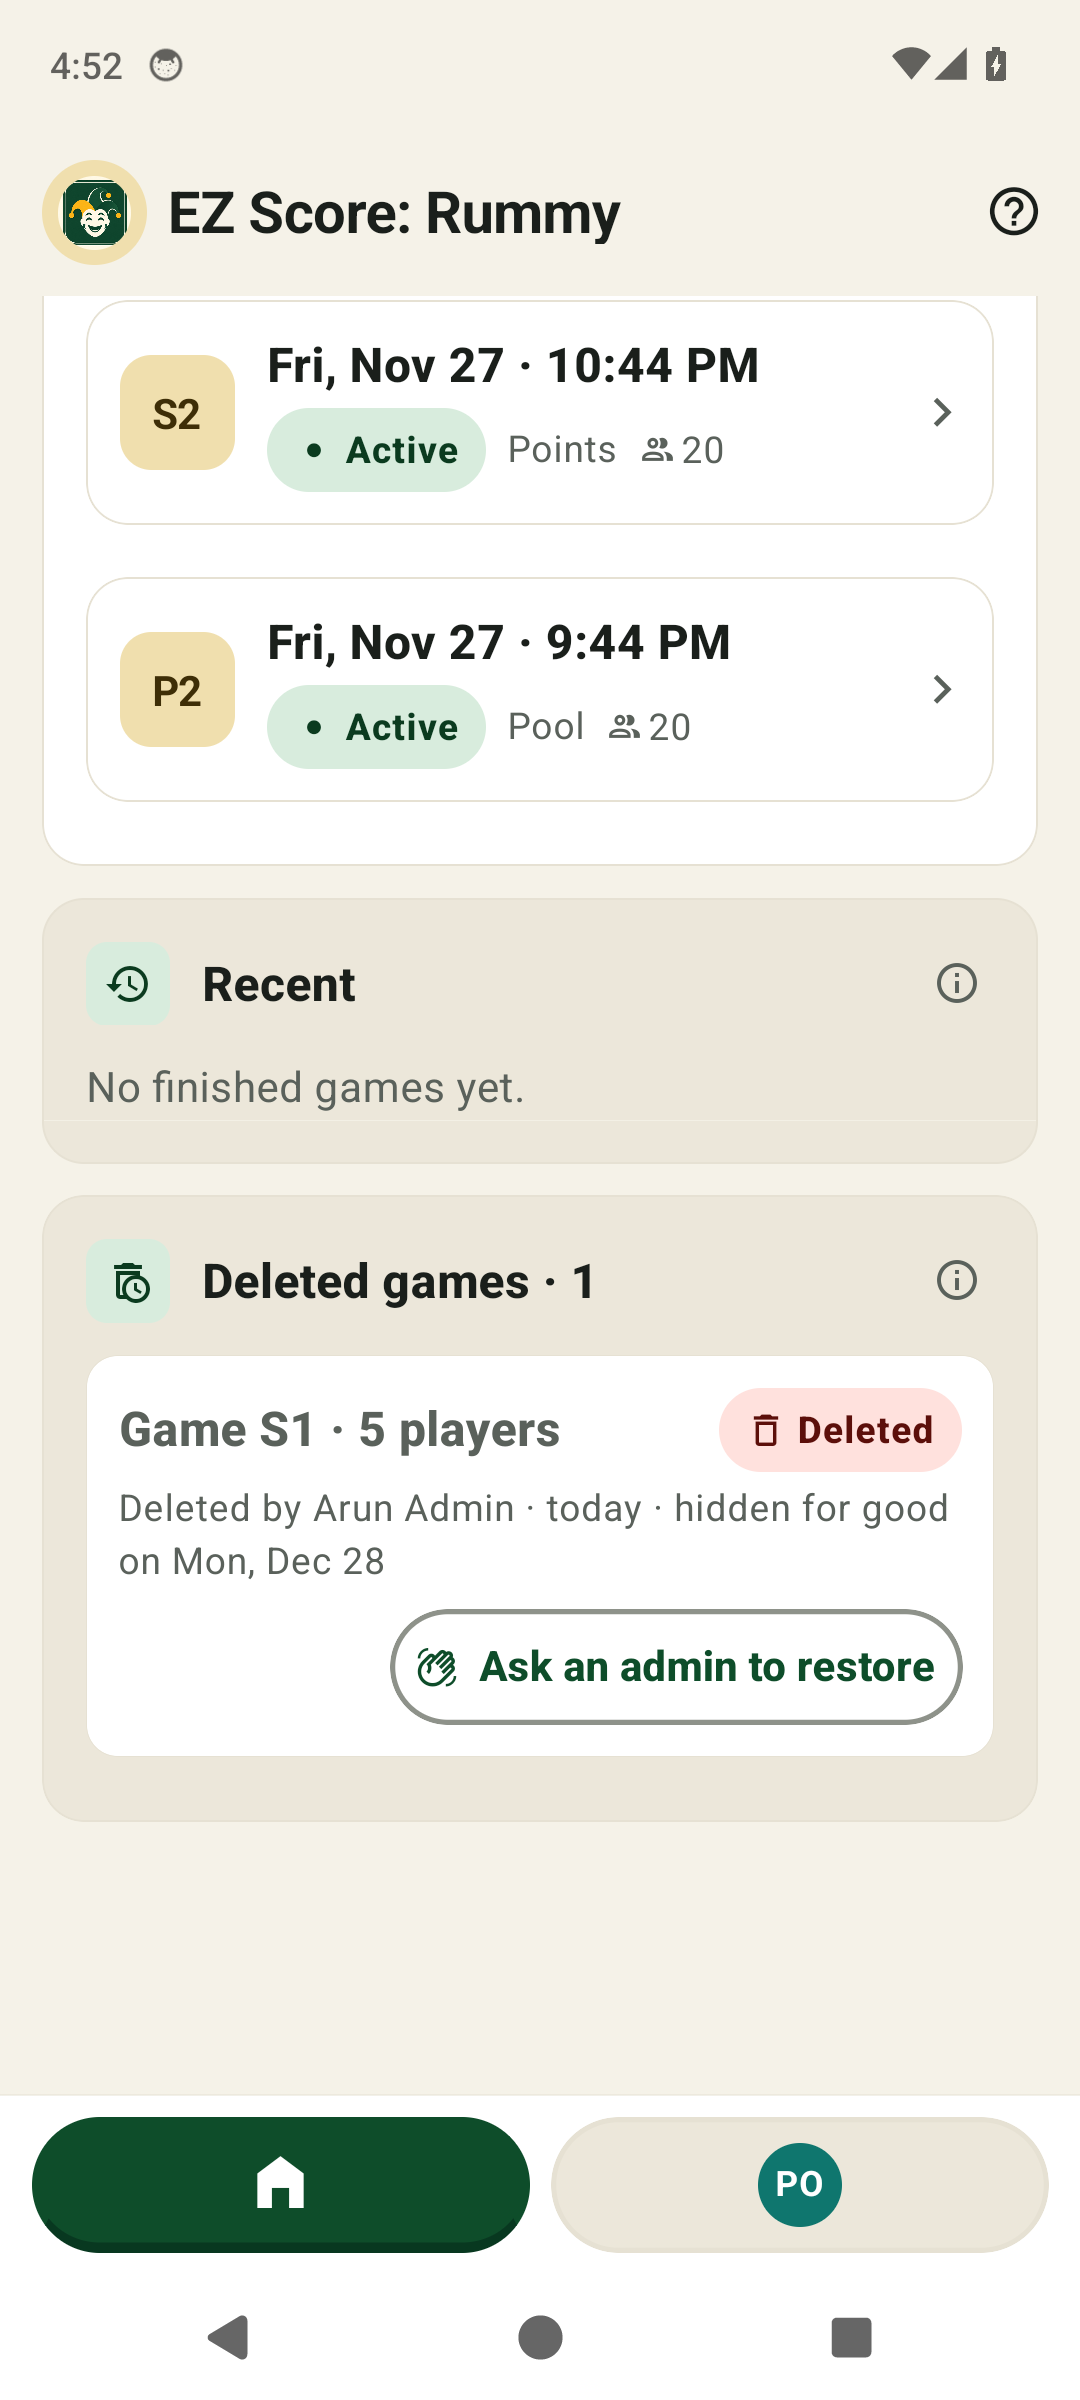 4:52
EZ Score: Rummy
S2
Fri, Nov 27 · 10:44 PM
• Active Points 20
P2
Fri, Nov 27 · 9:44 PM
• Active Pool 20
Recent
No finished games yet.
Deleted games · 1
Game S1 · 5 players
Deleted
Deleted by Arun Admin · today · hidden for good
on Mon, Dec 28
Ask an admin to restore
PO